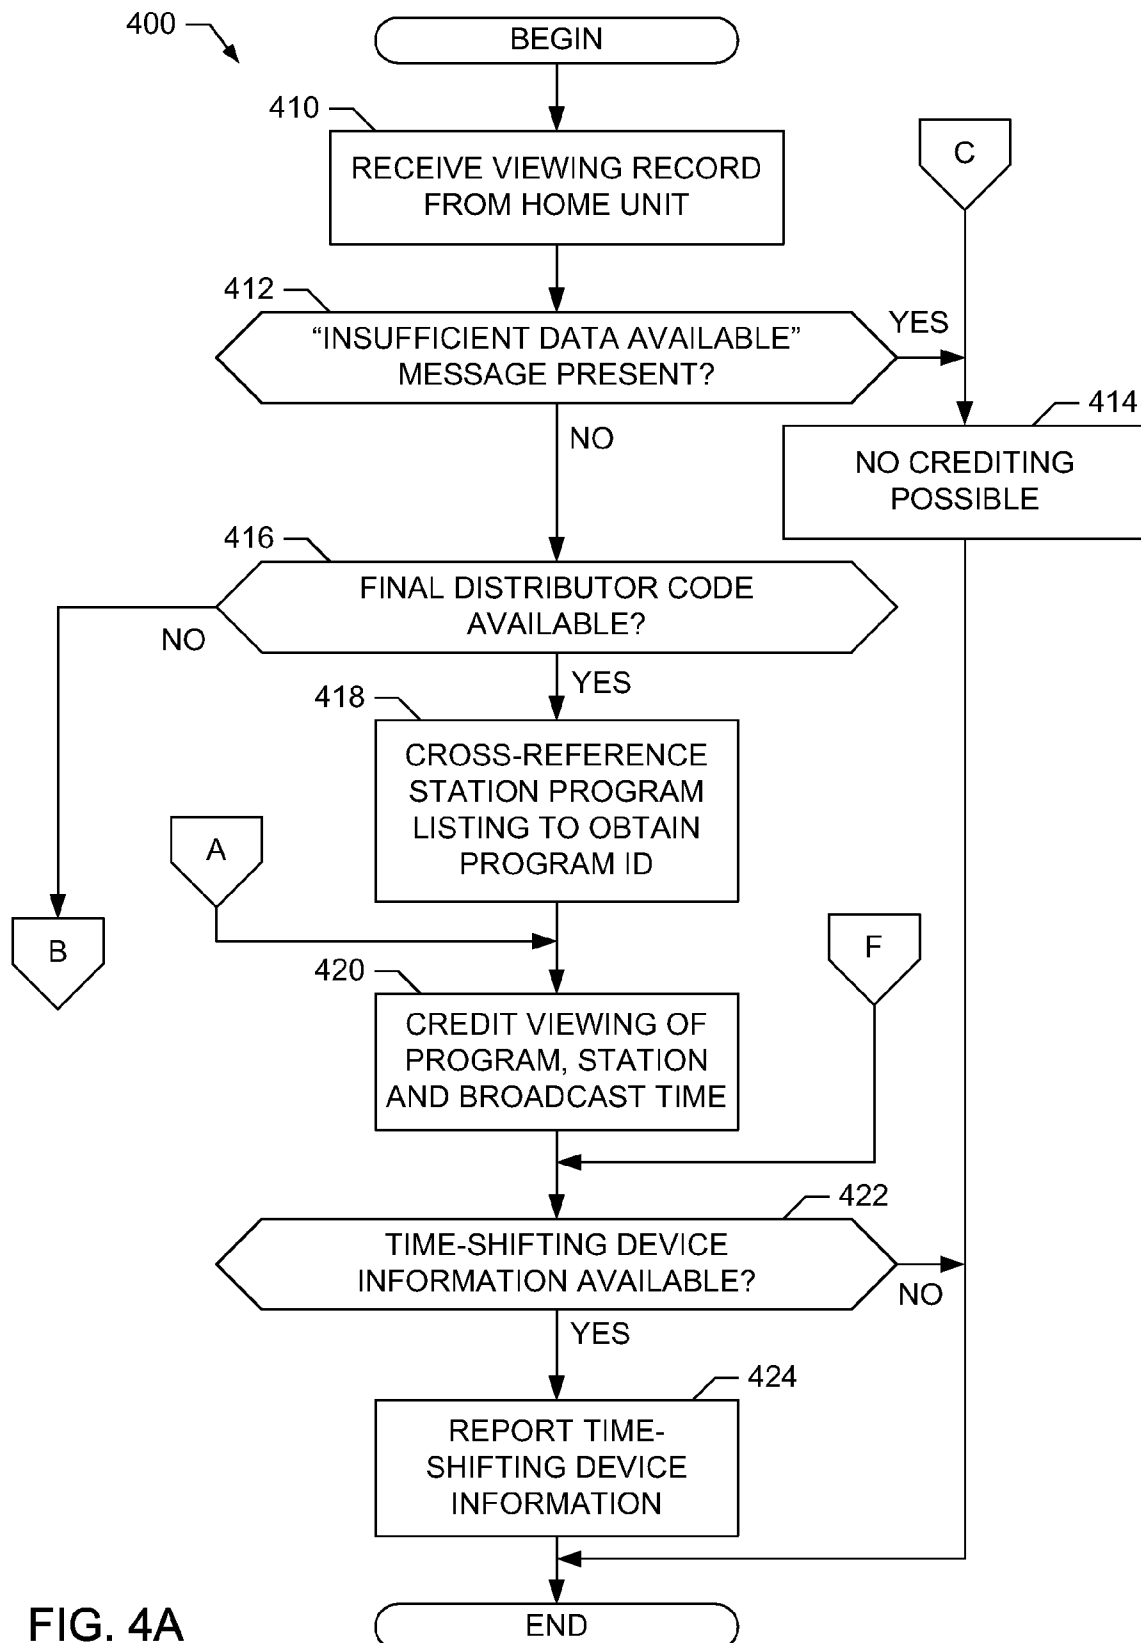 400
BEGIN
410
RECEIVE VIEWING RECORD
FROM HOME UNIT
C
412
“INSUFFICIENT DATA AVAILABLE”
MESSAGE PRESENT?
YES
NO
414
NO CREDITING
POSSIBLE
416
FINAL DISTRIBUTOR CODE
AVAILABLE?
NO
YES
418
CROSS-REFERENCE
STATION PROGRAM
LISTING TO OBTAIN
PROGRAM ID
A
B
F
420
CREDIT VIEWING OF
PROGRAM, STATION
AND BROADCAST TIME
422
TIME-SHIFTING DEVICE
INFORMATION AVAILABLE?
NO
YES
424
REPORT TIME-
SHIFTING DEVICE
INFORMATION
END
FIG. 4A